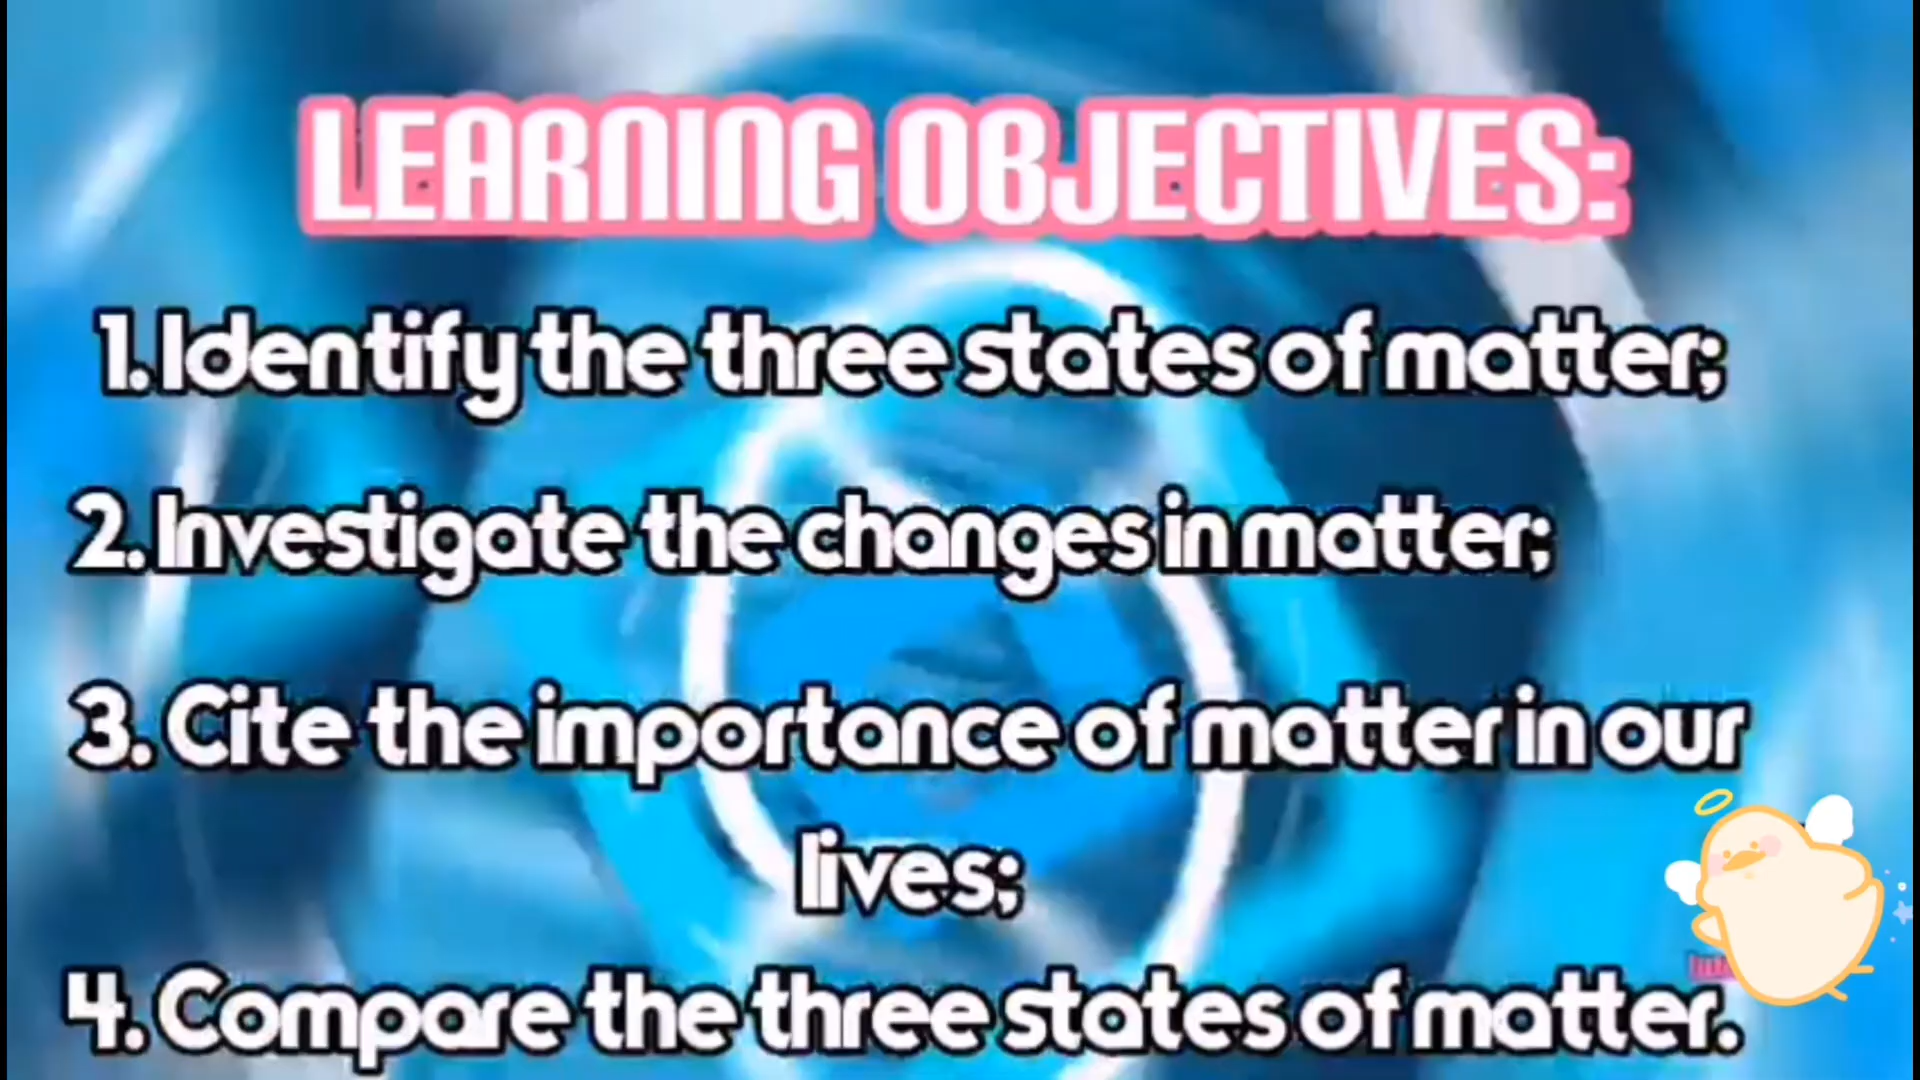 LEARNING OBJECTIVES:
1. Identify the three states of matter;
2. Investigate the changes in matter;
3. Cite the importance of matter in our
lives;
4. Compare the three states of matter.